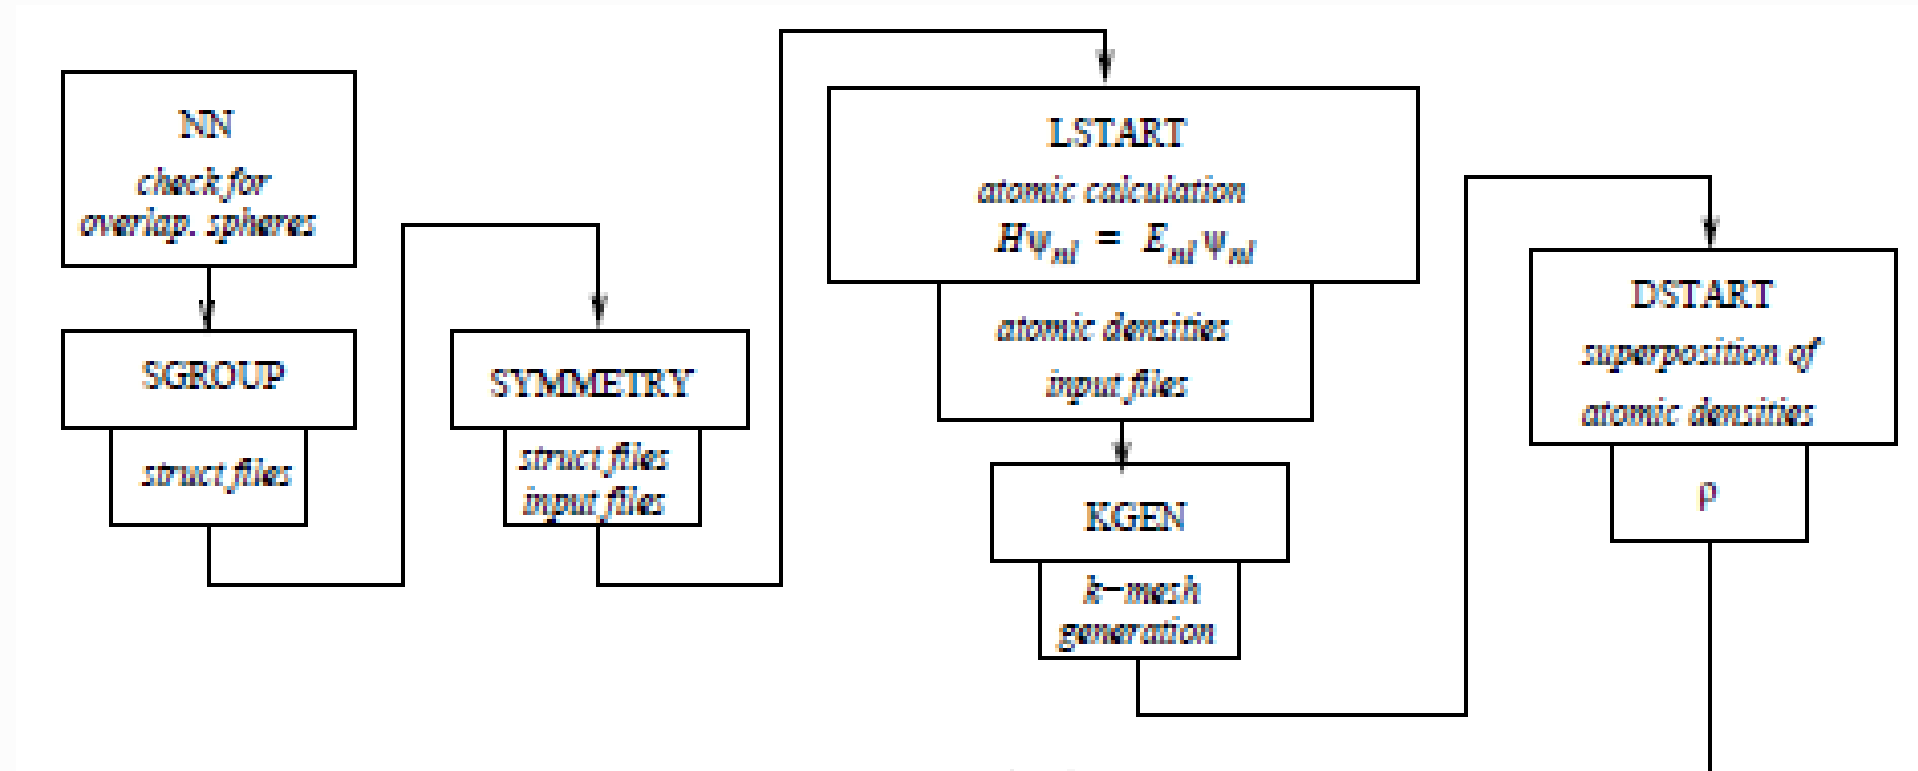 NN
check for
overlap. spheres
SGROUP
struct files
SYMMETRY
struct files
input files
LSTART
atomic calculation
Hψnl = Enl ψnl
atomic densities
input files
KGEN
k−mesh
generation
DSTART
superposition of
atomic densities
ρ